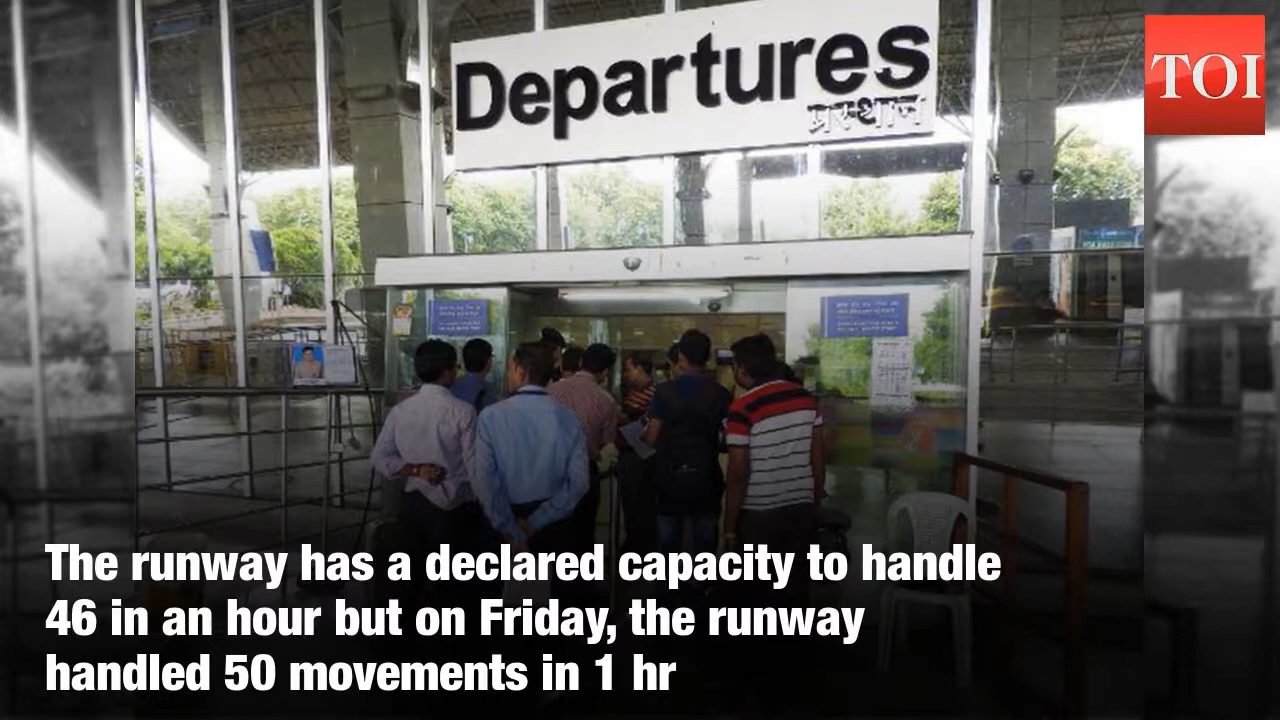 Departures
प्रस्थान
TOI
The runway has a declared capacity to handle
46 in an hour but on Friday, the runway
handled 50 movements in 1 hr